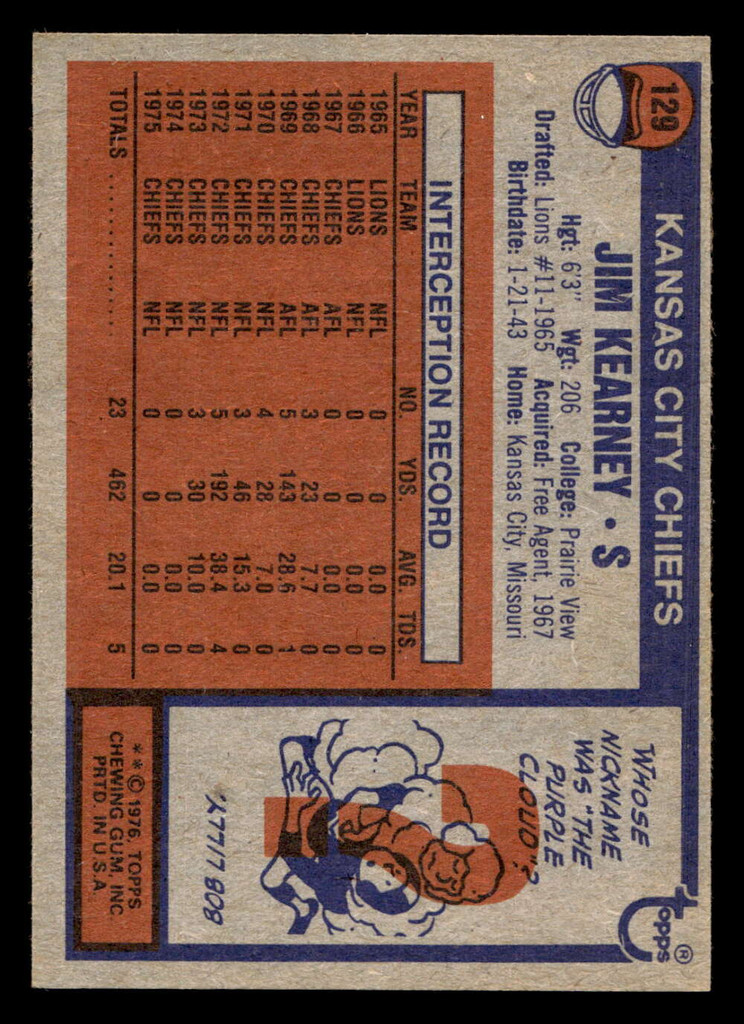 129
KANSAS CITY CHIEFS
JIM KEARNEY • S
Hgt: 6'3" Wgt: 206 College: Prairie View
Drafted: Lions #11-1965 Acquired: Free Agent, 1967
Birthdate: 1-21-43 Home: Kansas City, Missouri
INTERCEPTION RECORD
YEAR TEAM NO. YDS. AVG. TDS.
1965 LIONS NFL 0 0 0.0 0
1966 LIONS NFL 0 0 0.0 0
1967 CHIEFS AFL 0 0 0.0 0
1968 CHIEFS AFL 3 23 7.7 0
1969 CHIEFS AFL 5 143 28.6 1
1970 CHIEFS NFL 4 28 7.0 0
1971 CHIEFS NFL 3 46 15.3 0
1972 CHIEFS NFL 5 192 38.4 4
1973 CHIEFS NFL 3 30 10.0 0
1974 CHIEFS NFL 0 0 0.0 0
1975 CHIEFS NFL 0 0 0.0 0
TOTALS .............. 23 462 20.1 5
topps®
WHOSE
NICKNAME
WAS "THE
PURPLE
CLOUD"?
BOB LILLY
**© 1976, TOPPS
CHEWING GUM, INC.
PRTD. IN U.S.A.